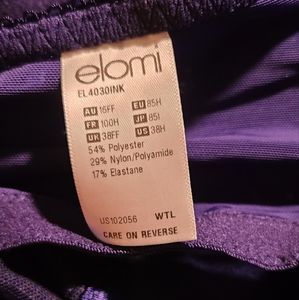 elomi
EL4030INK
AU 16FF EU 85H
FR 100H JP 85I
UK 38FF US 38H
54% Polyester
29% Nylon/Polyamide
17% Elastane
US102056 WTL
CARE ON REVERSE